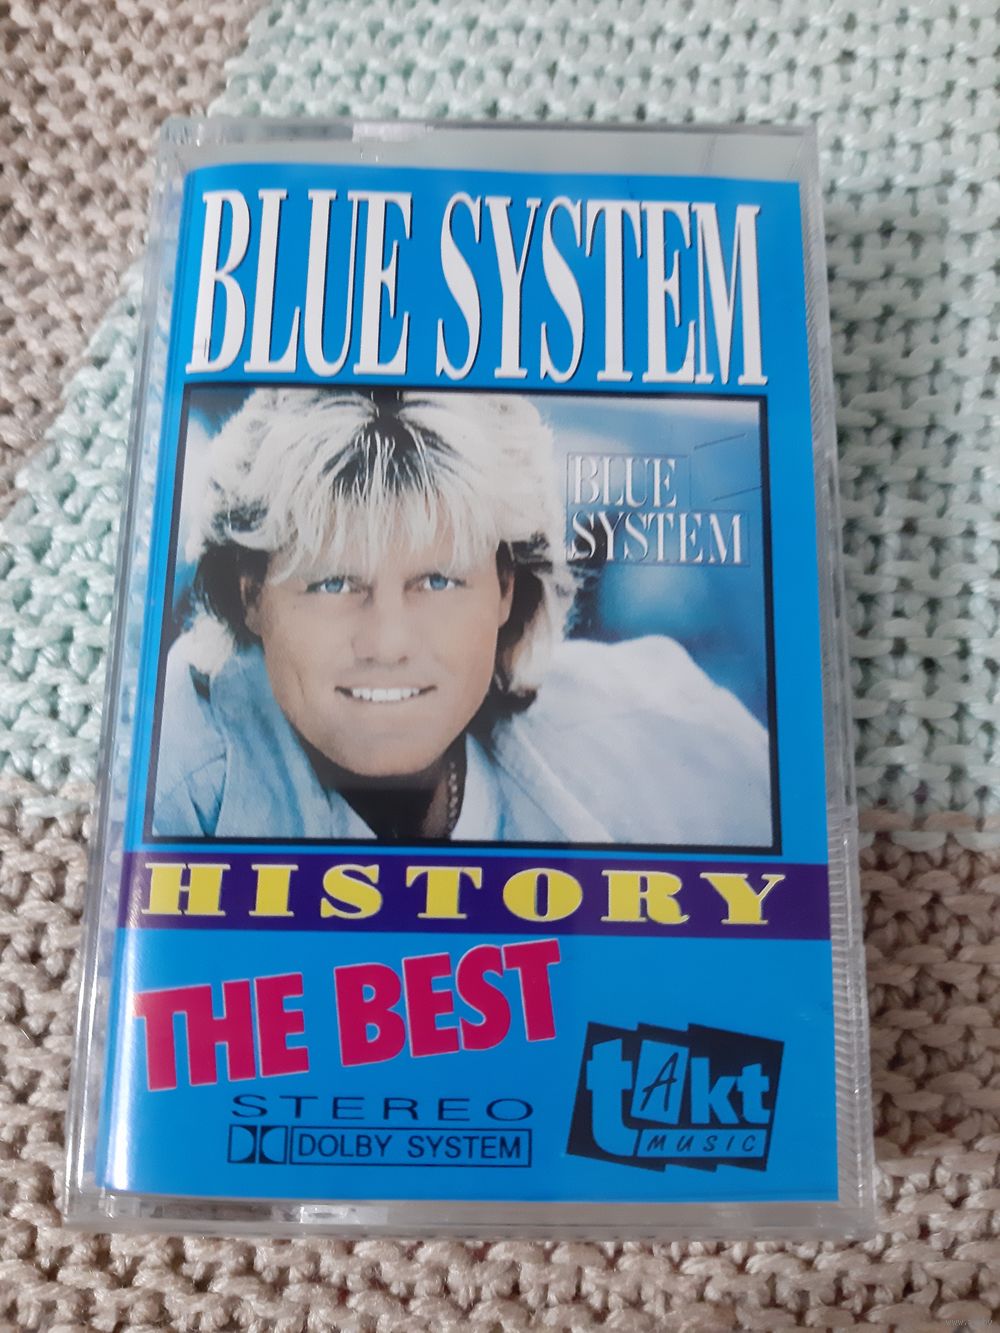 BLUE SYSTEM
BLUE
SYSTEM
HISTORY
THE BEST
STEREO
DOLBY SYSTEM
takt
MUSIC